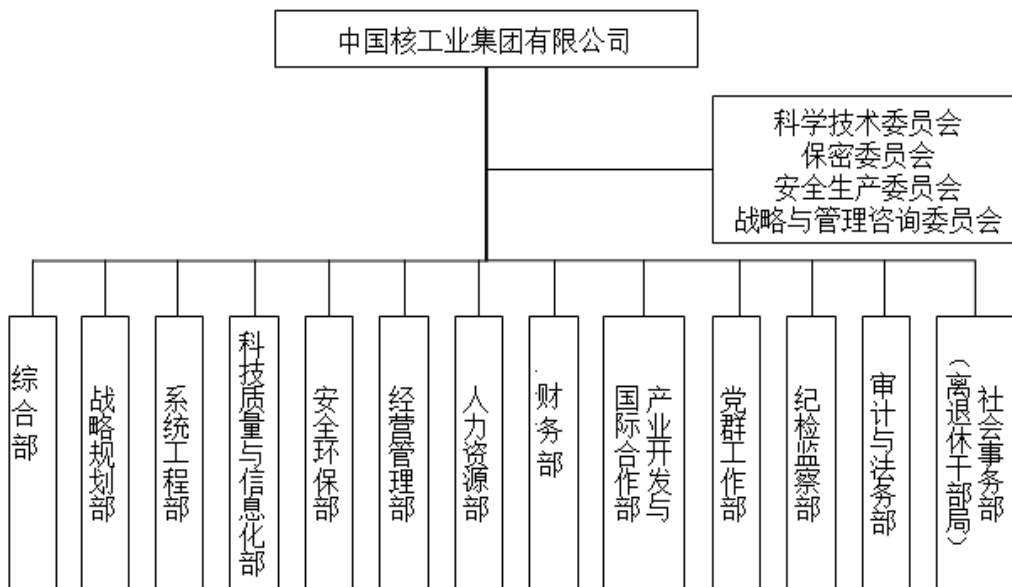 中国核工业集团有限公司
科学技术委员会
保密委员会
安全生产委员会
战略与管理咨询委员会
综合部
战略规划部
系统工程部
科技质量与信息化部
安全环保部
经营管理部
人力资源部
财务部
产业开发与
国际合作部
党群工作部
纪检监察部
审计与法务部
社会事务部
（离退休干部局）